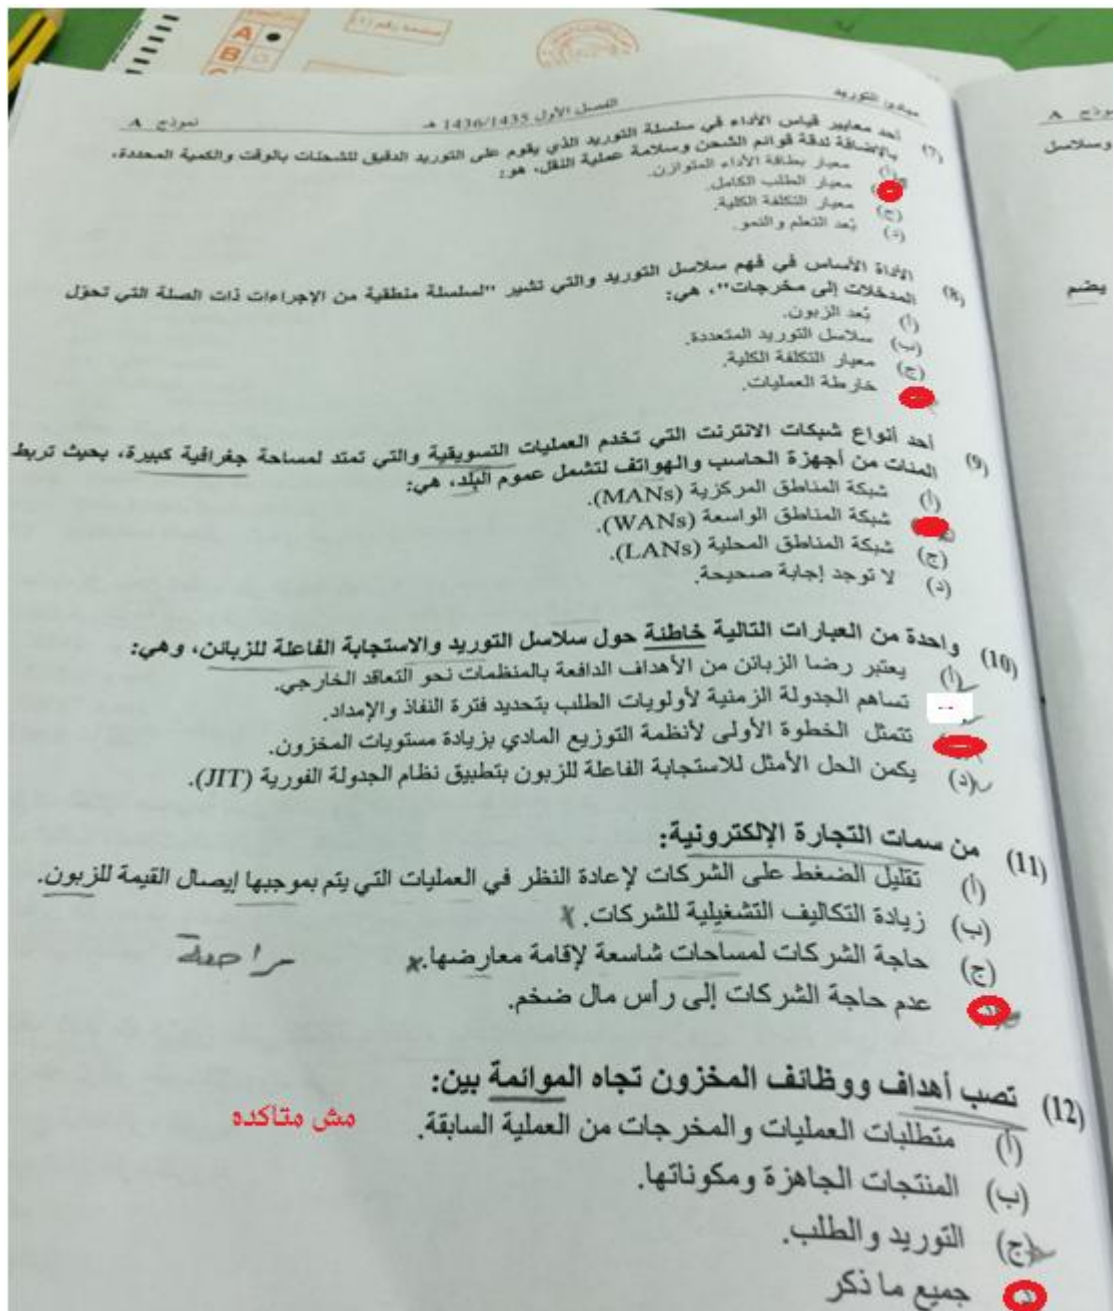 A
B
صفحة رقم (١)
مبادئ التوريد
الفصل الأول 1436/1435 هـ
نموذج A
(7) أحد معايير قياس الأداء في سلسلة التوريد الذي يقوم على التوريد الدقيق للشحنات بالوقت والكمية المحددة،
بالإضافة لدقة قوائم الشحن وسلامة عملية النقل، هو:
(أ) معيار بطاقة الأداء المتوازن.
معيار الطلب الكامل.
(ج) معيار التكلفة الكلية.
(د) بُعد التعلم والنمو.
(8) الأداة الأساس في فهم سلاسل التوريد والتي تشير "لسلسلة منطقية من الإجراءات ذات الصلة التي تحوّل
المدخلات إلى مخرجات"، هي:
(أ) بُعد الزبون.
(ب) سلاسل التوريد المتعددة.
(ج) معيار التكلفة الكلية.
خارطة العمليات.
(9) أحد أنواع شبكات الانترنت التي تخدم العمليات التسويقية والتي تمتد لمساحة جغرافية كبيرة، بحيث تربط
المئات من أجهزة الحاسب والهواتف لتشمل عموم البلد، هي:
(أ) شبكة المناطق المركزية (MANs).
شبكة المناطق الواسعة (WANs).
(ج) شبكة المناطق المحلية (LANs).
(د) لا توجد إجابة صحيحة.
(10) واحدة من العبارات التالية خاطئة حول سلاسل التوريد والاستجابة الفاعلة للزبائن، وهي:
(أ) يعتبر رضا الزبائن من الأهداف الدافعة بالمنظمات نحو التعاقد الخارجي.
تساهم الجدولة الزمنية لأولويات الطلب بتحديد فترة النفاذ والإمداد.
تتمثل الخطوة الأولى لأنظمة التوزيع المادي بزيادة مستويات المخزون.
(د) يكمن الحل الأمثل للاستجابة الفاعلة للزبون بتطبيق نظام الجدولة الفورية (JIT).
(11) من سمات التجارة الإلكترونية:
(أ) تقليل الضغط على الشركات لإعادة النظر في العمليات التي يتم بموجبها إيصال القيمة للزبون.
(ب) زيادة التكاليف التشغيلية للشركات. x
(ج) حاجة الشركات لمساحات شاسعة لإقامة معارضها. x مراجعة
د عدم حاجة الشركات إلى رأس مال ضخم.
(12) تصب أهداف ووظائف المخزون تجاه الموائمة بين:
(أ) متطلبات العمليات والمخرجات من العملية السابقة. مش متاكده
(ب) المنتجات الجاهزة ومكوناتها.
(ج) التوريد والطلب.
د جميع ما ذكر
نموذج A
وسلاسل
يضم